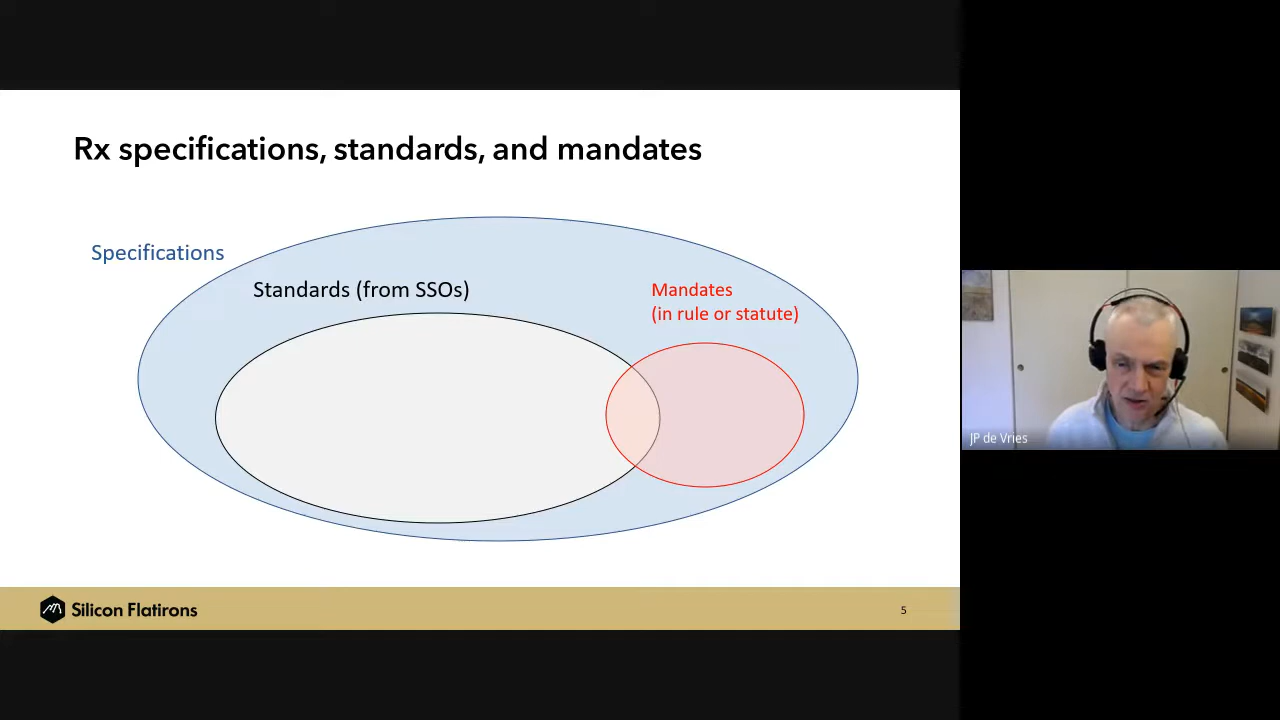 Rx specifications, standards, and mandates
Specifications
Standards (from SSOs)
Mandates
(in rule or statute)
JP de Vries
Silicon Flatirons
5